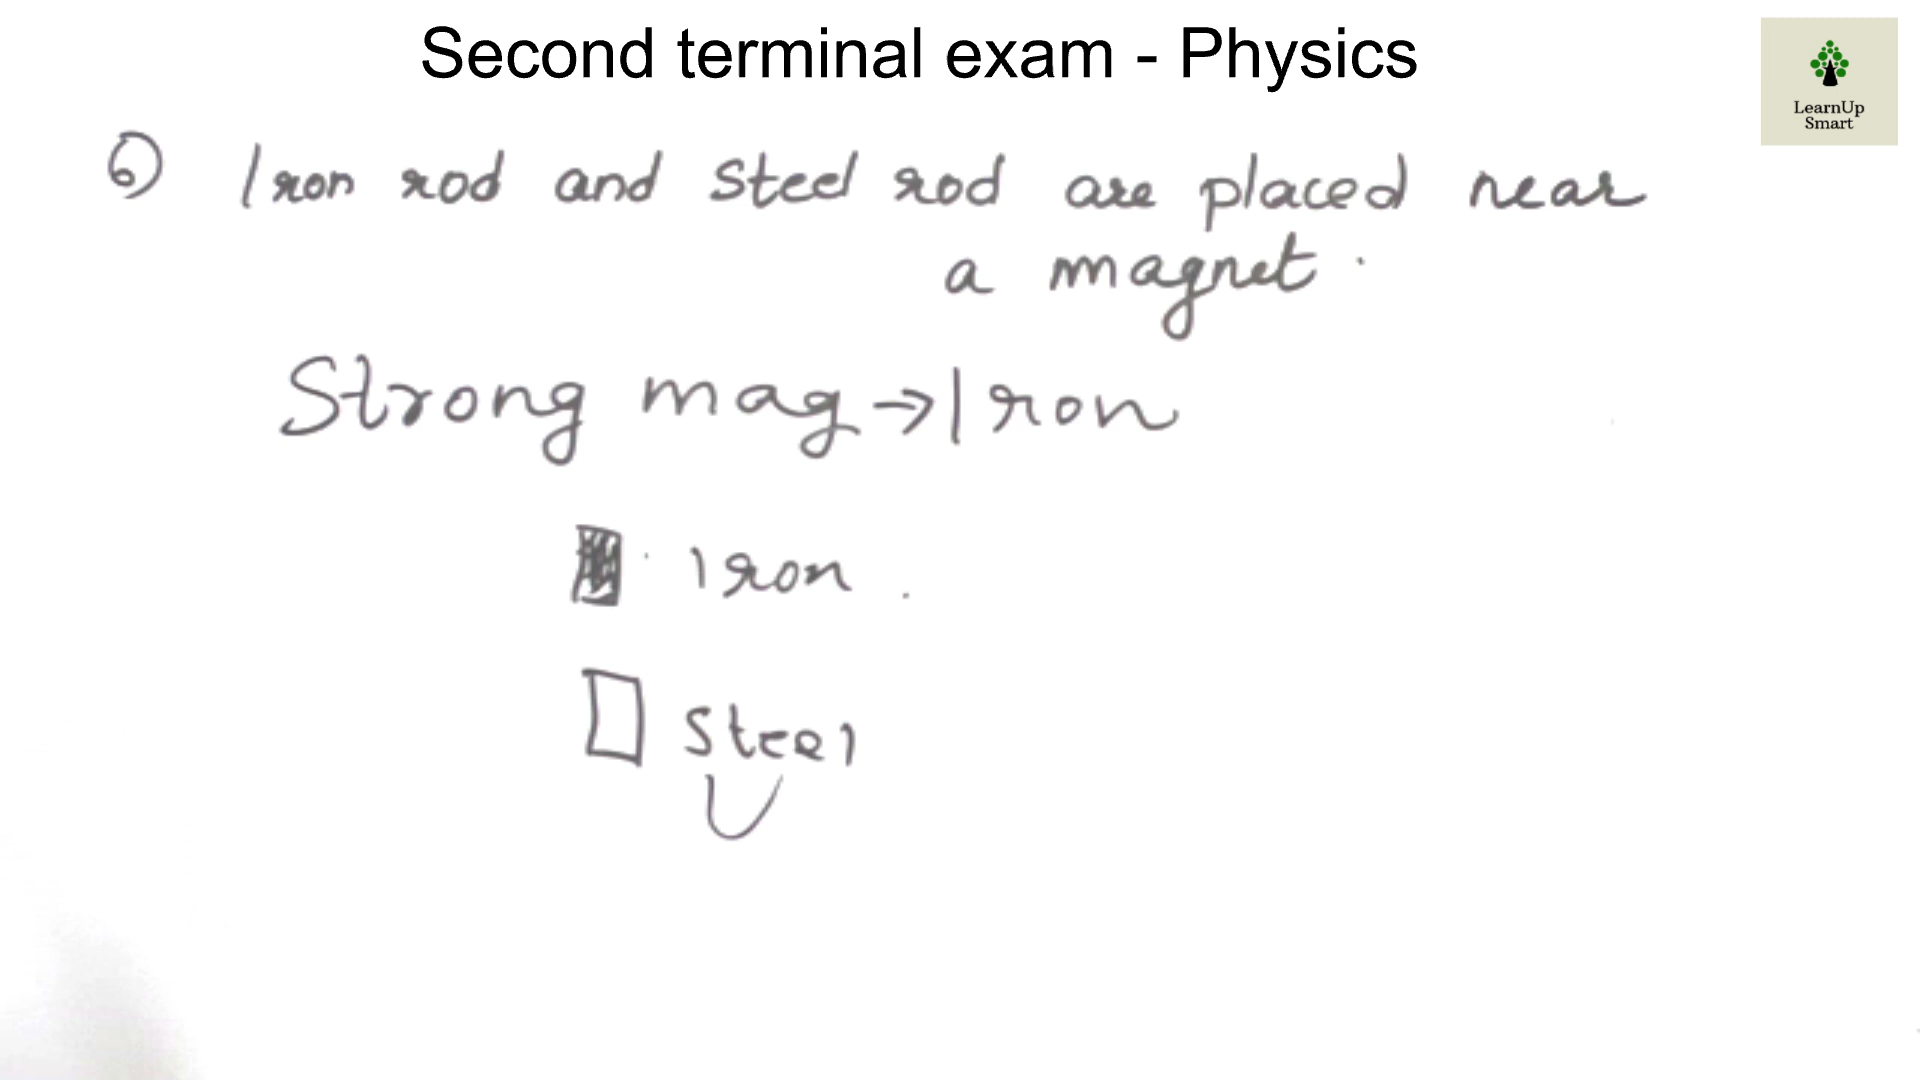 Second terminal exam - Physics
LearnUp
Smart
6) Iron rod and steel rod are placed near
a magnet.
Strong mag → Iron
Iron.
Steel